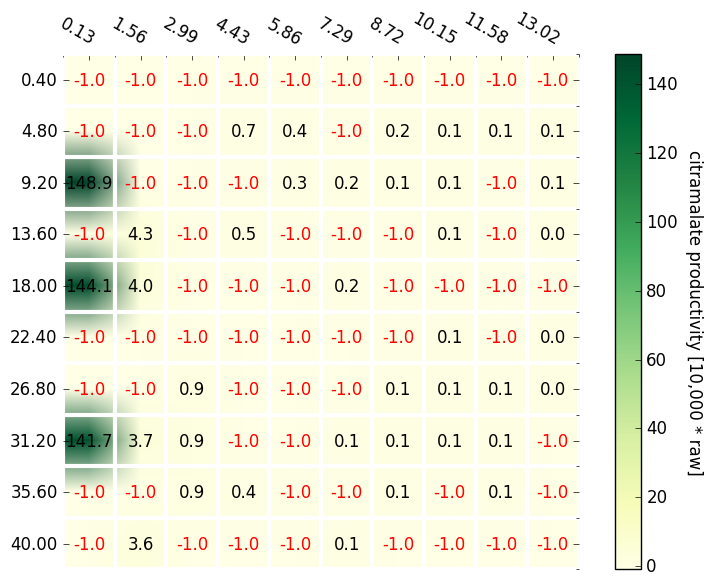 0.13 1.56 2.99 4.43 5.86 7.29 8.72 10.15 11.58 13.02
0.40 -1.0 -1.0 -1.0 -1.0 -1.0 -1.0 -1.0 -1.0 -1.0 -1.0
4.80 -1.0 -1.0 -1.0 0.7 0.4 -1.0 0.2 0.1 0.1 0.1
9.20 148.9 -1.0 -1.0 -1.0 0.3 0.2 0.1 0.1 -1.0 0.1
13.60 -1.0 4.3 -1.0 0.5 -1.0 -1.0 -1.0 0.1 -1.0 0.0
18.00 144.1 4.0 -1.0 -1.0 -1.0 0.2 -1.0 -1.0 -1.0 -1.0
22.40 -1.0 -1.0 -1.0 -1.0 -1.0 -1.0 -1.0 0.1 -1.0 0.0
26.80 -1.0 -1.0 0.9 -1.0 -1.0 -1.0 0.1 0.1 0.1 0.0
31.20 141.7 3.7 0.9 -1.0 -1.0 0.1 0.1 0.1 0.1 -1.0
35.60 -1.0 -1.0 0.9 0.4 -1.0 -1.0 0.1 -1.0 0.1 -1.0
40.00 -1.0 3.6 -1.0 -1.0 -1.0 0.1 -1.0 -1.0 -1.0 -1.0
140
120
100
80
60
40
20
0
citramalate productivity [10,000 * raw]